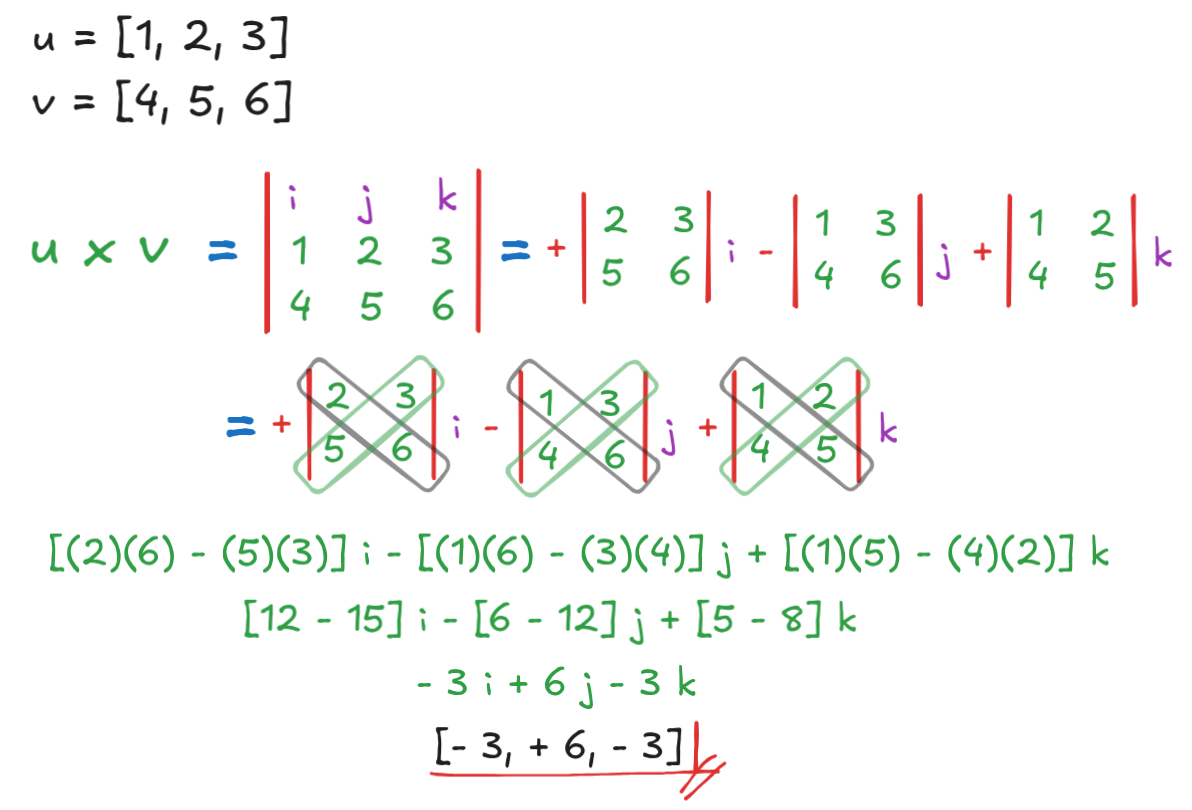 u = [1, 2, 3]
v = [4, 5, 6]
u x v = | i j k | = + | 2 3 | i - | 1 3 | j + | 1 2 | k
| 1 2 3 | | 5 6 | | 4 6 | | 4 5 |
| 4 5 6 |
= + | 2 3 | i - | 1 3 | j + | 1 2 | k
| 5 6 | | 4 6 | | 4 5 |
[(2)(6) - (5)(3)] i - [(1)(6) - (3)(4)] j + [(1)(5) - (4)(2)] k
[12 - 15] i - [6 - 12] j + [5 - 8] k
- 3 i + 6 j - 3 k
[- 3, + 6, - 3]